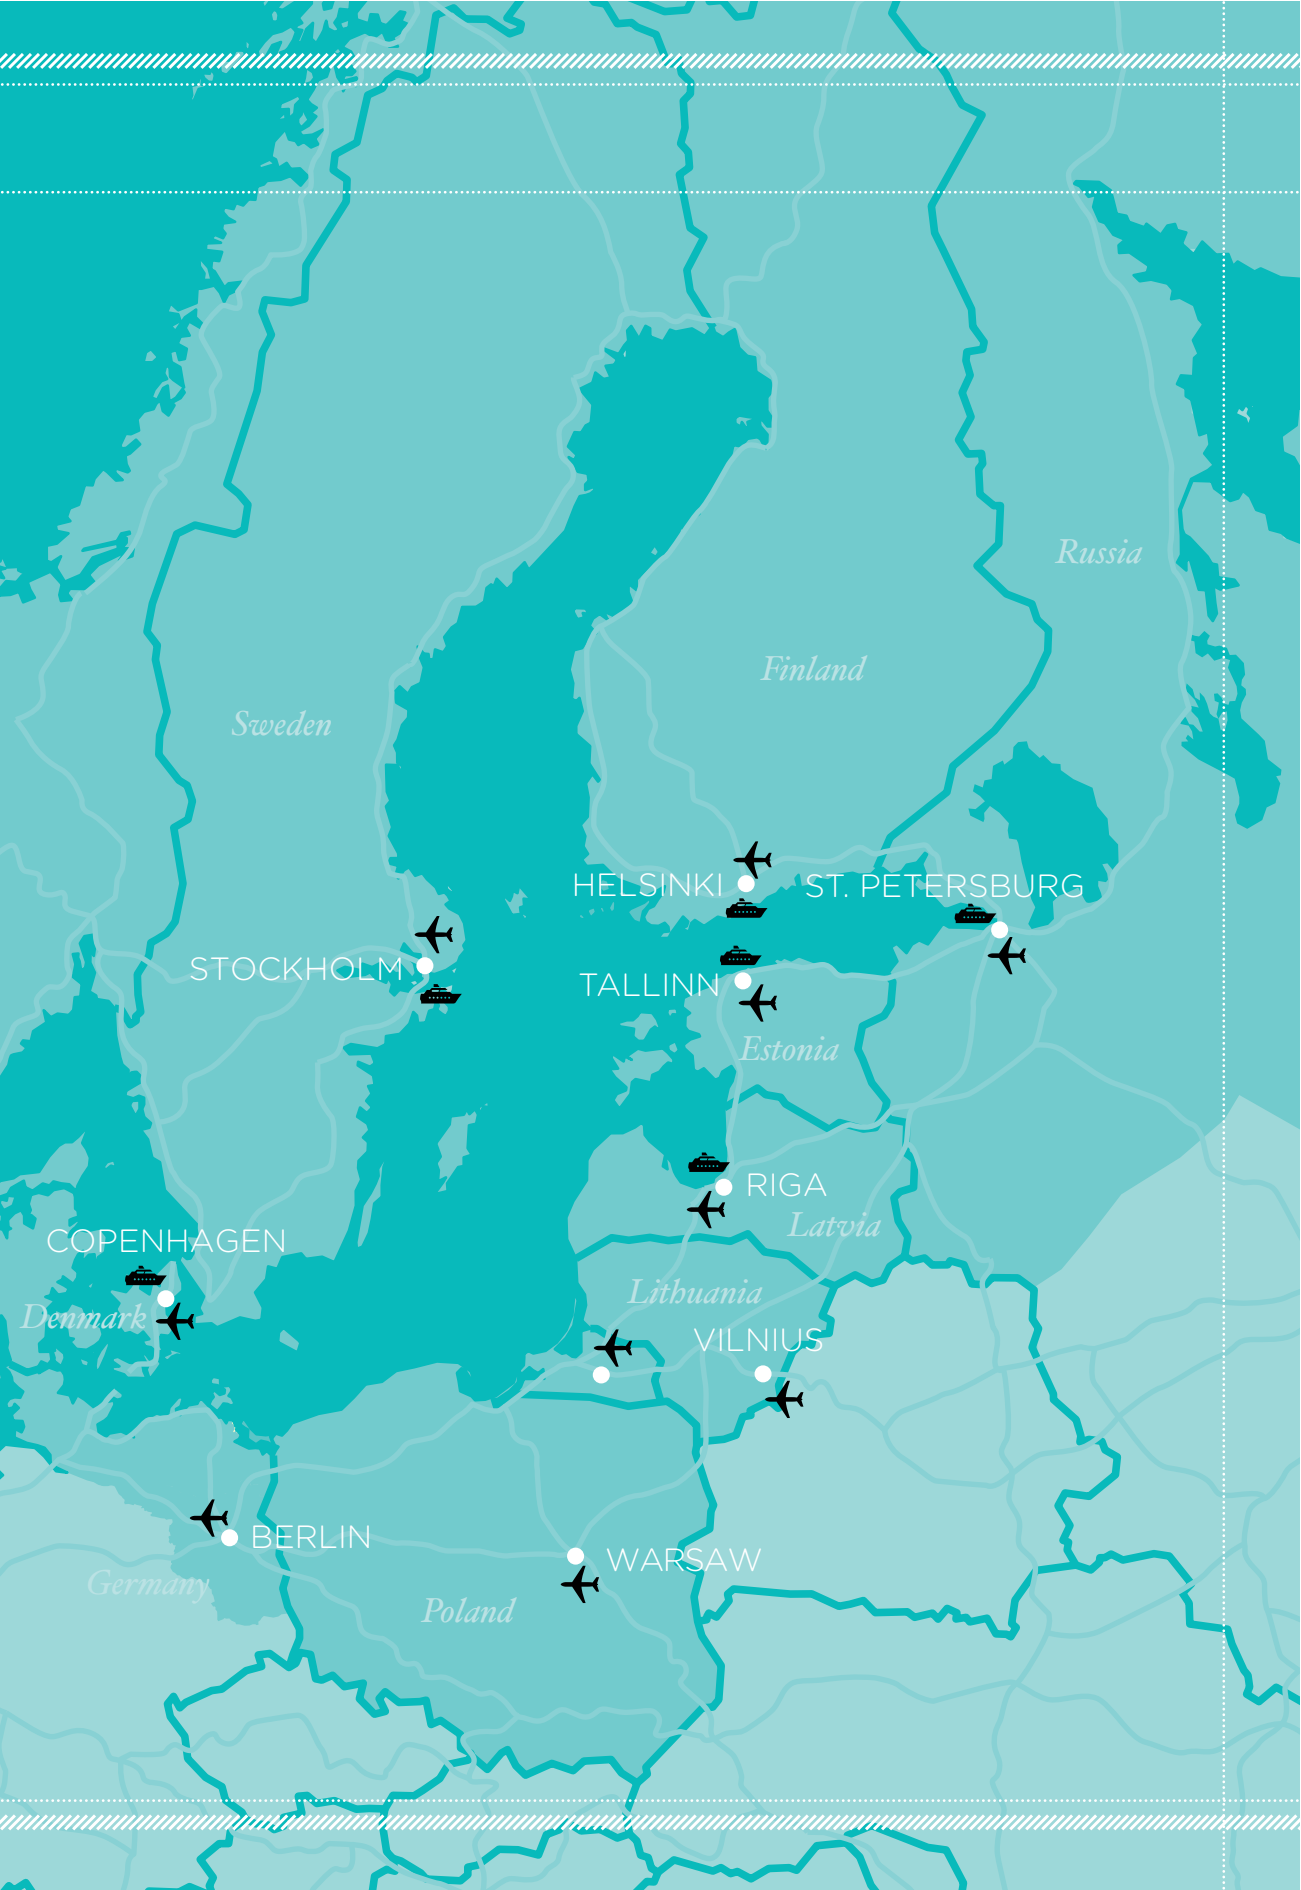 Russia
Finland
Sweden
HELSINKI
ST. PETERSBURG
STOCKHOLM
TALLINN
Estonia
RIGA
Latvia
COPENHAGEN
Lithuania
Denmark
VILNIUS
BERLIN
WARSAW
Germany
Poland